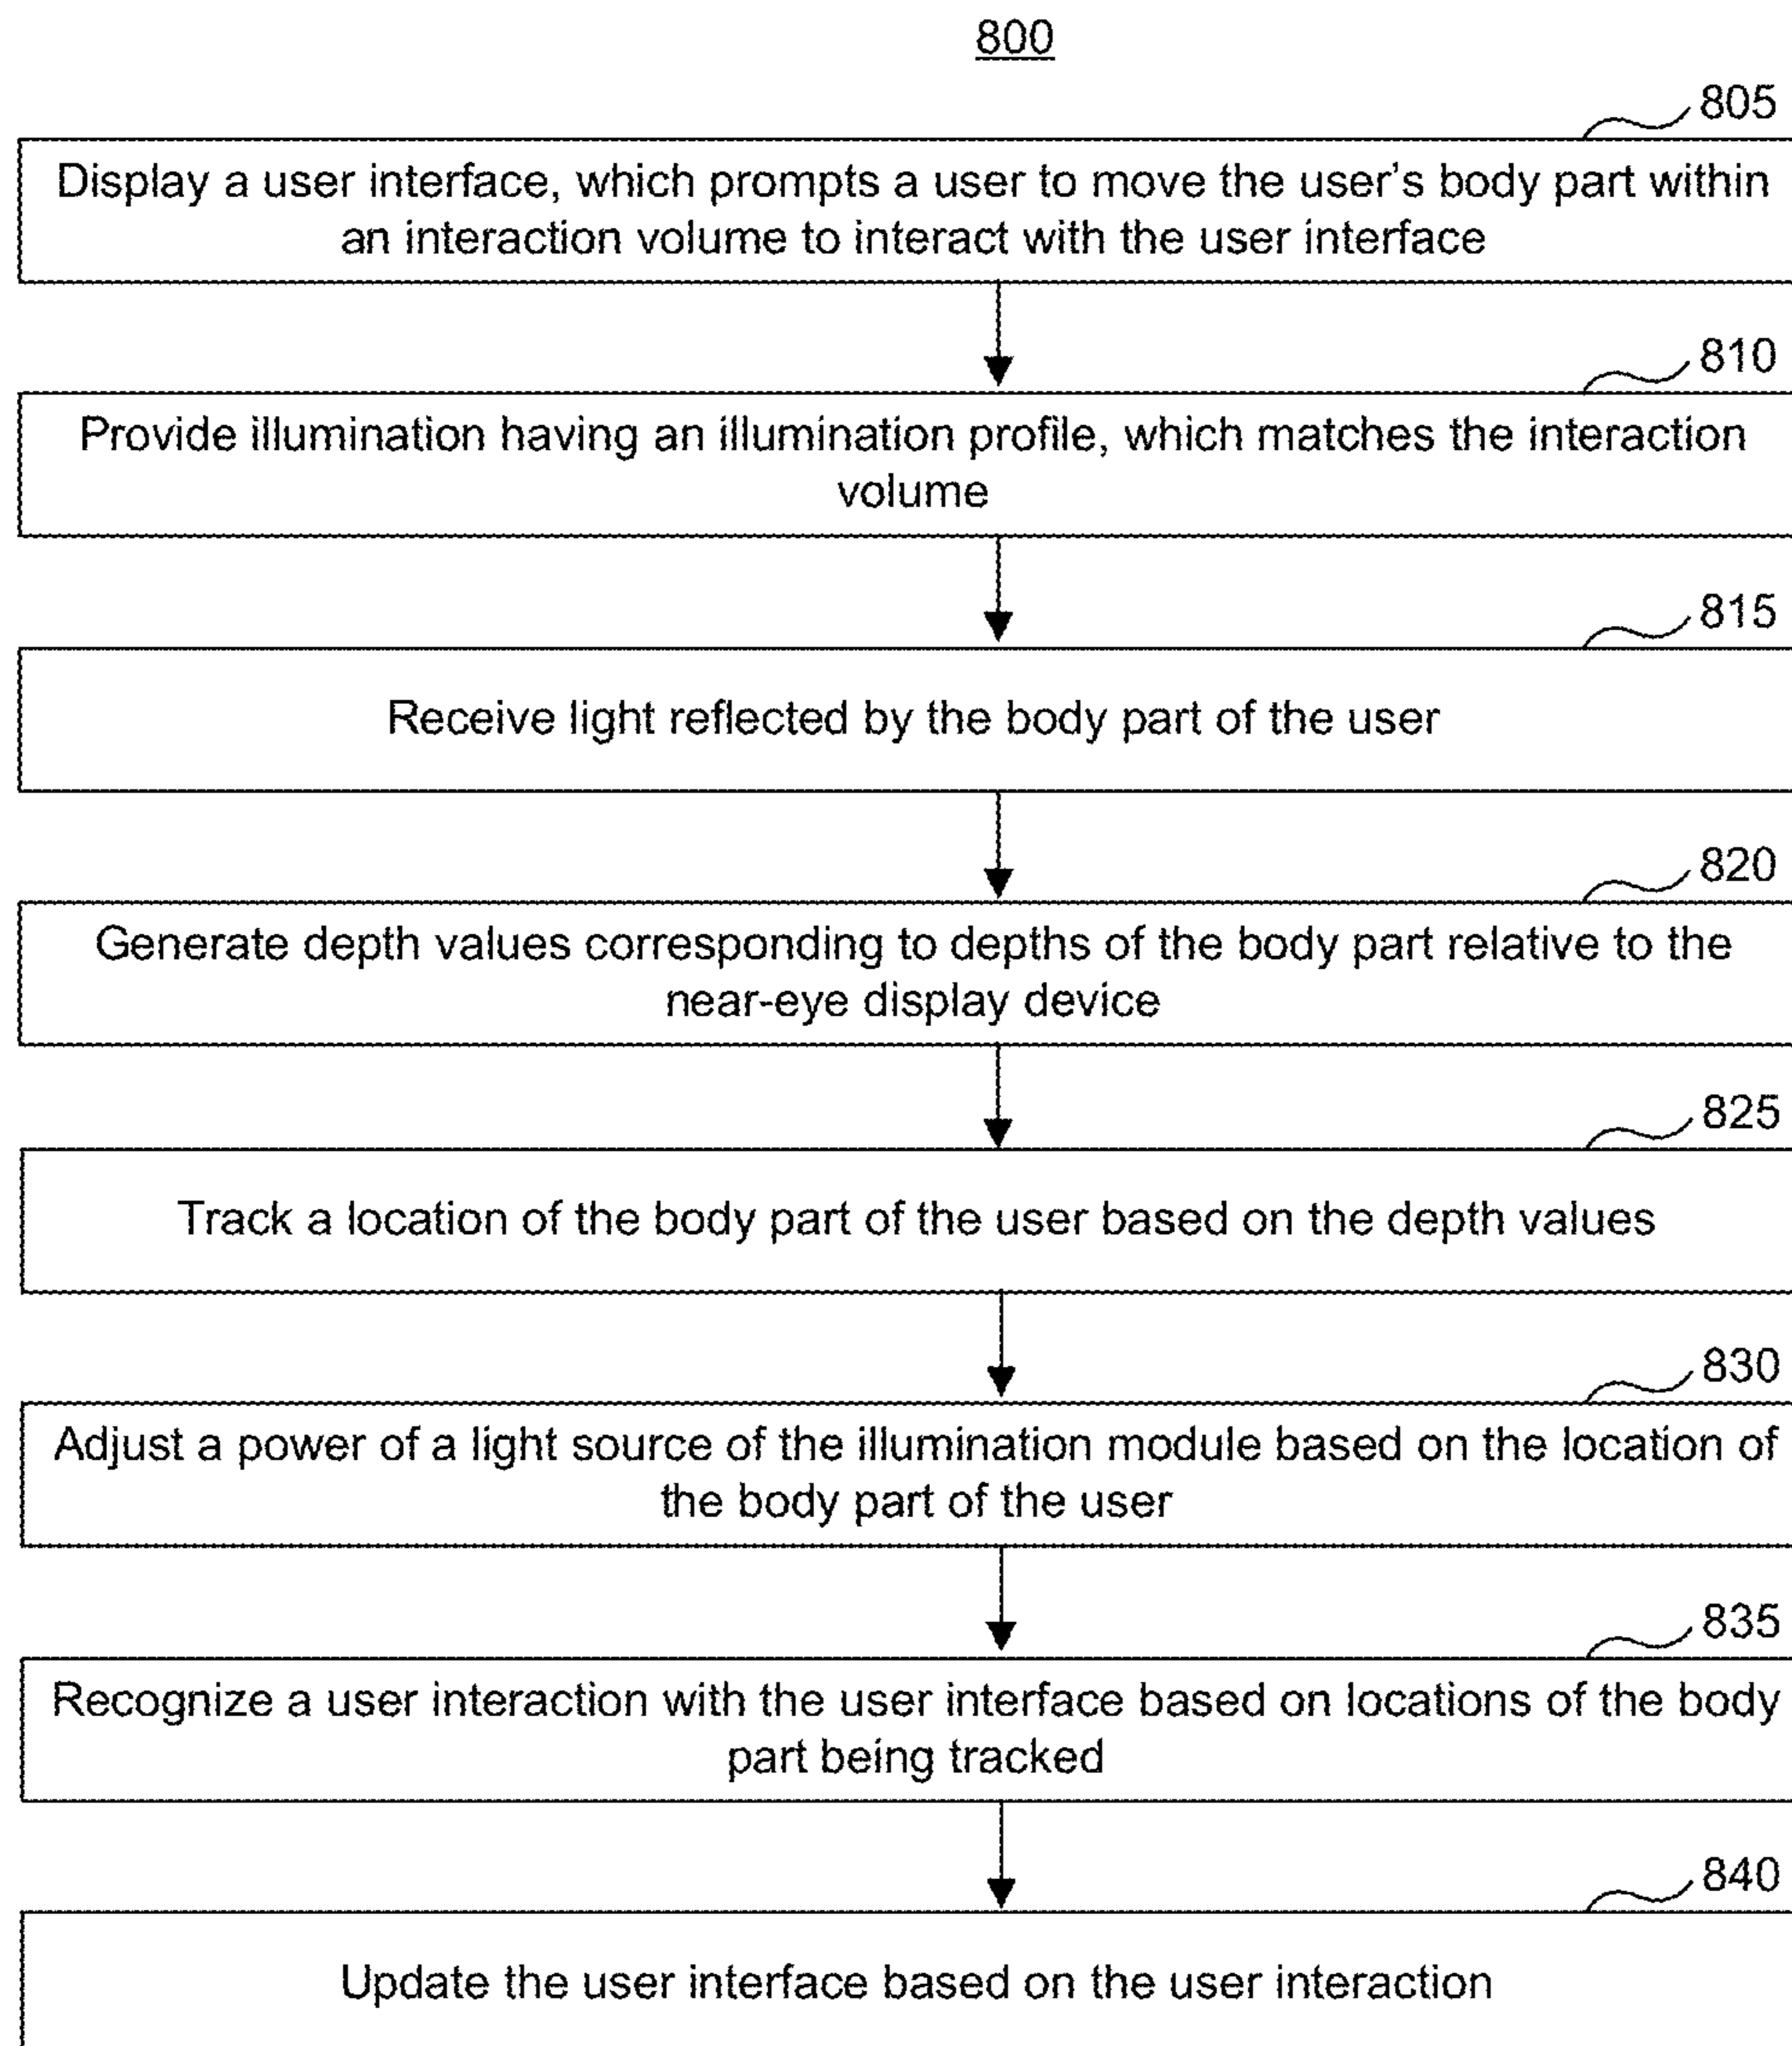 800
805
Display a user interface, which prompts a user to move the user's body part within
an interaction volume to interact with the user interface
810
Provide illumination having an illumination profile, which matches the interaction
volume
815
Receive light reflected by the body part of the user
820
Generate depth values corresponding to depths of the body part relative to the
near-eye display device
825
Track a location of the body part of the user based on the depth values
830
Adjust a power of a light source of the illumination module based on the location of
the body part of the user
835
Recognize a user interaction with the user interface based on locations of the body
part being tracked
840
Update the user interface based on the user interaction